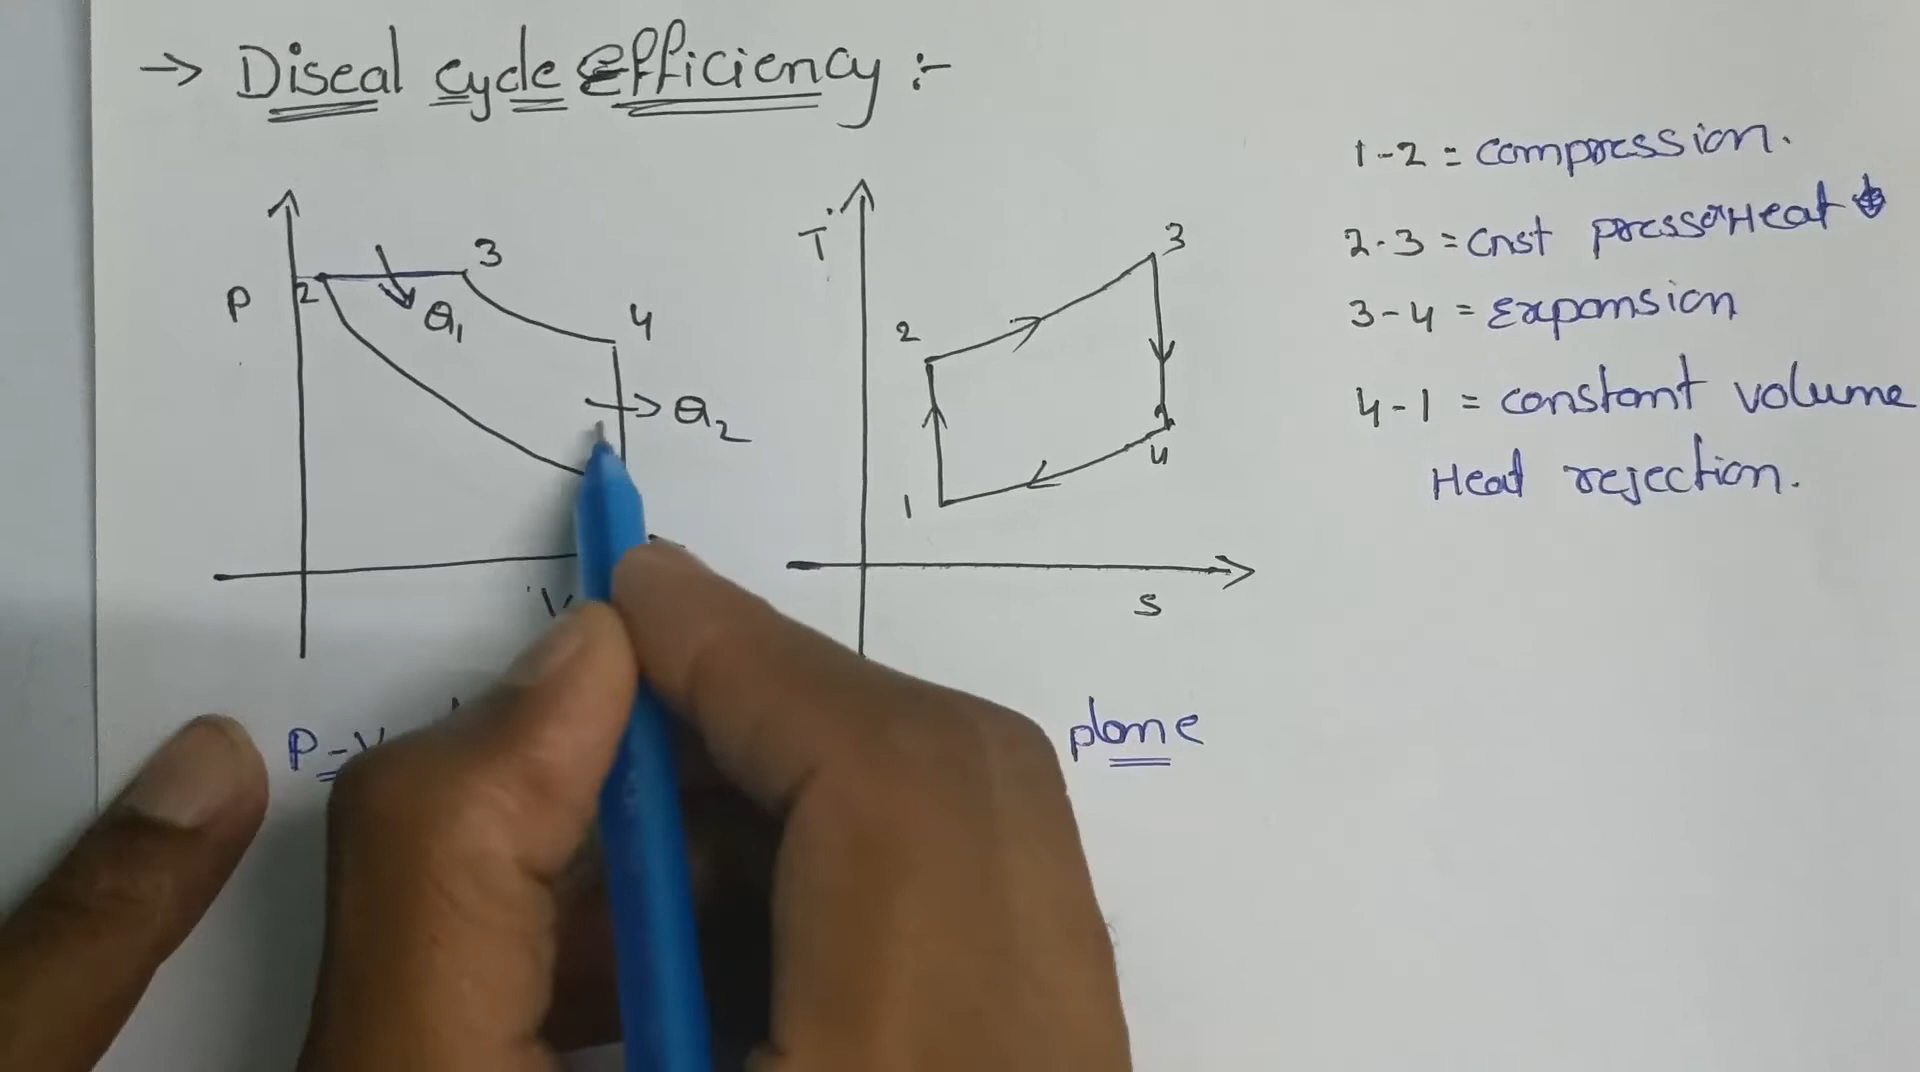 → Diseal cycle efficiency :-
1-2 = compression.
2-3 = Cnst pressorHeat
3-4 = Expansion
4-1 = constant volume
Heat rejection.
P
2
3
4
Q1
Q2
T
2
3
1
4
S
P-V
plane